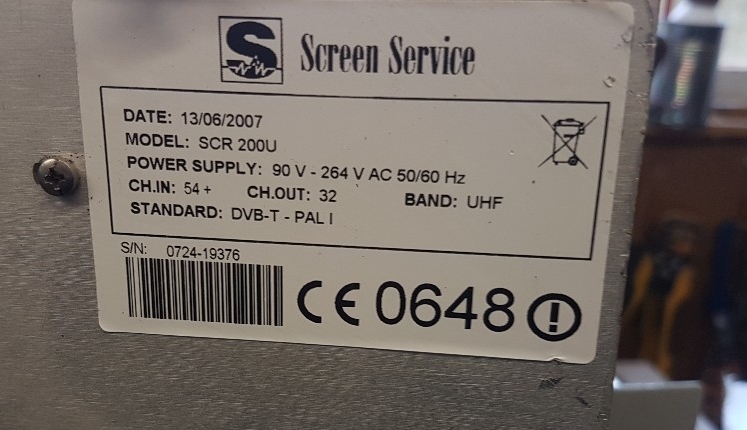 S Screen Service
DATE: 13/06/2007
MODEL: SCR 200U
POWER SUPPLY: 90 V - 264 V AC 50/60 Hz
CH.IN: 54 + CH.OUT: 32 BAND: UHF
STANDARD: DVB-T - PAL I
S/N: 0724-19376
CE 0648 !